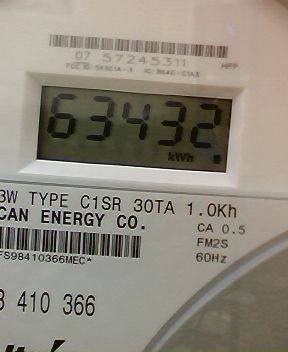 07 57245311
HPP
63432
kWh
3W TYPE C1SR 30TA 1.0Kh
CAN ENERGY CO.
CA 0.5
FM2S
60Hz
FS98410366MEC*
410 366